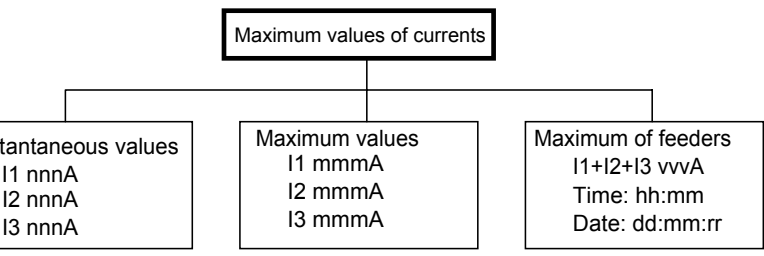 Maximum values of currents
tantaneous values
I1 nnnA
I2 nnnA
I3 nnnA
Maximum values
I1 mmmA
I2 mmmA
I3 mmmA
Maximum of feeders
I1+I2+I3 vvvA
Time: hh:mm
Date: dd:mm:rr